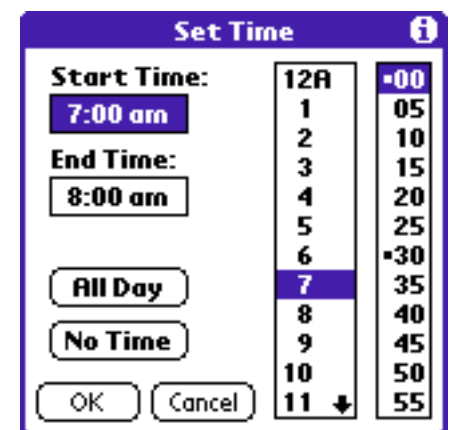 Set Time
Start Time:
7:00 am
End Time:
8:00 am
All Day
No Time
OK
Cancel
12A
1
2
3
4
5
6
7
8
9
10
11
00
05
10
15
20
25
30
35
40
45
50
55